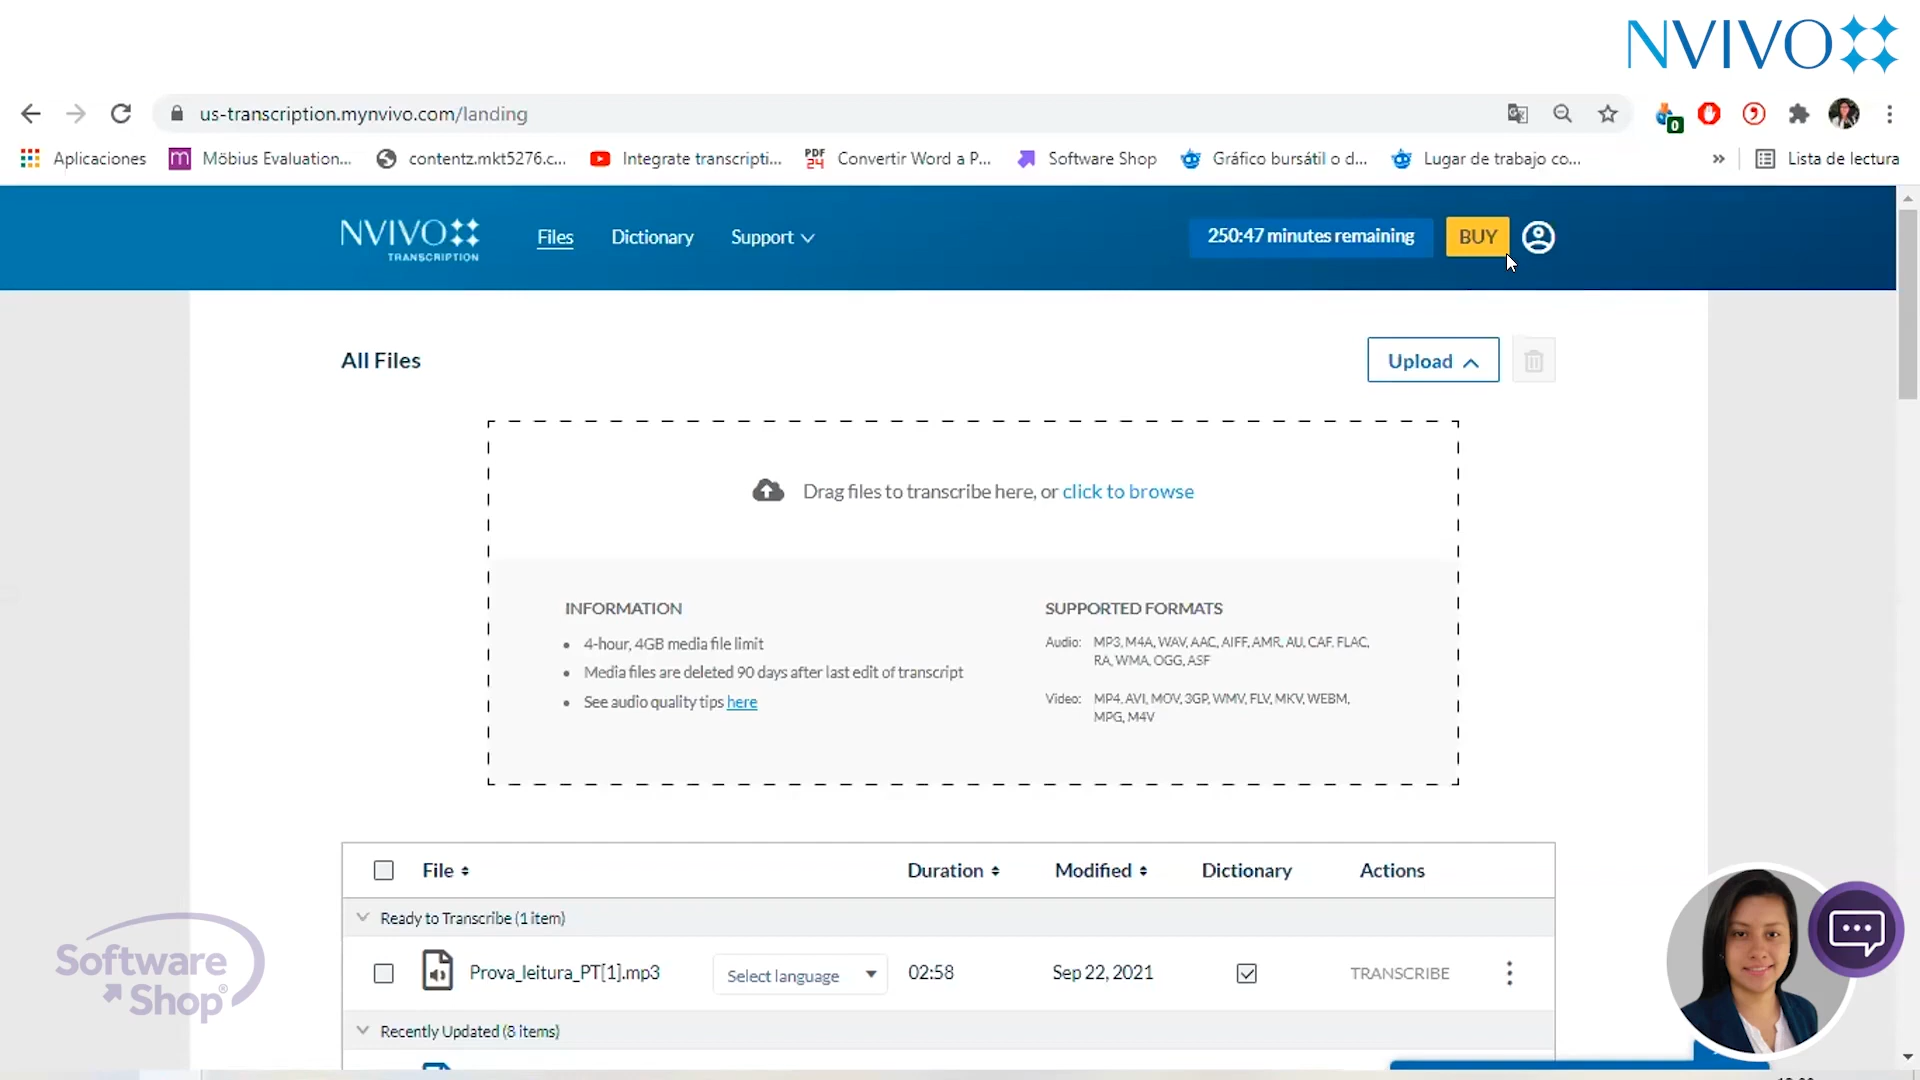 NVIVO
us-transcription.mynvivo.com/landing
0
Aplicaciones
Möbius Evaluation...
contentz.mkt5276.c...
Integrate transcripti...
PDF 24
Convertir Word a P...
Software Shop
Gráfico bursátil o d...
Lugar de trabajo co...
»
Lista de lectura
NVIVO
TRANSCRIPTION
Files
Dictionary
Support
250:47 minutes remaining
BUY
All Files
Upload
Drag files to transcribe here, or click to browse
INFORMATION
• 4-hour, 4GB media file limit
• Media files are deleted 90 days after last edit of transcript
• See audio quality tips here
SUPPORTED FORMATS
Audio: MP3, M4A, WAV, AAC, AIFF, AMR, AU, CAF, FLAC,
RA, WMA, OGG, ASF
Video: MP4, AVI, MOV, 3GP, WMV, FLV, MKV, WEBM,
MPG, M4V
File Duration Modified Dictionary Actions
Ready to Transcribe (1 item)
Prova_leitura_PT[1].mp3 Select language 02:58 Sep 22, 2021 TRANSCRIBE
Recently Updated (8 items)
Software
Shop®